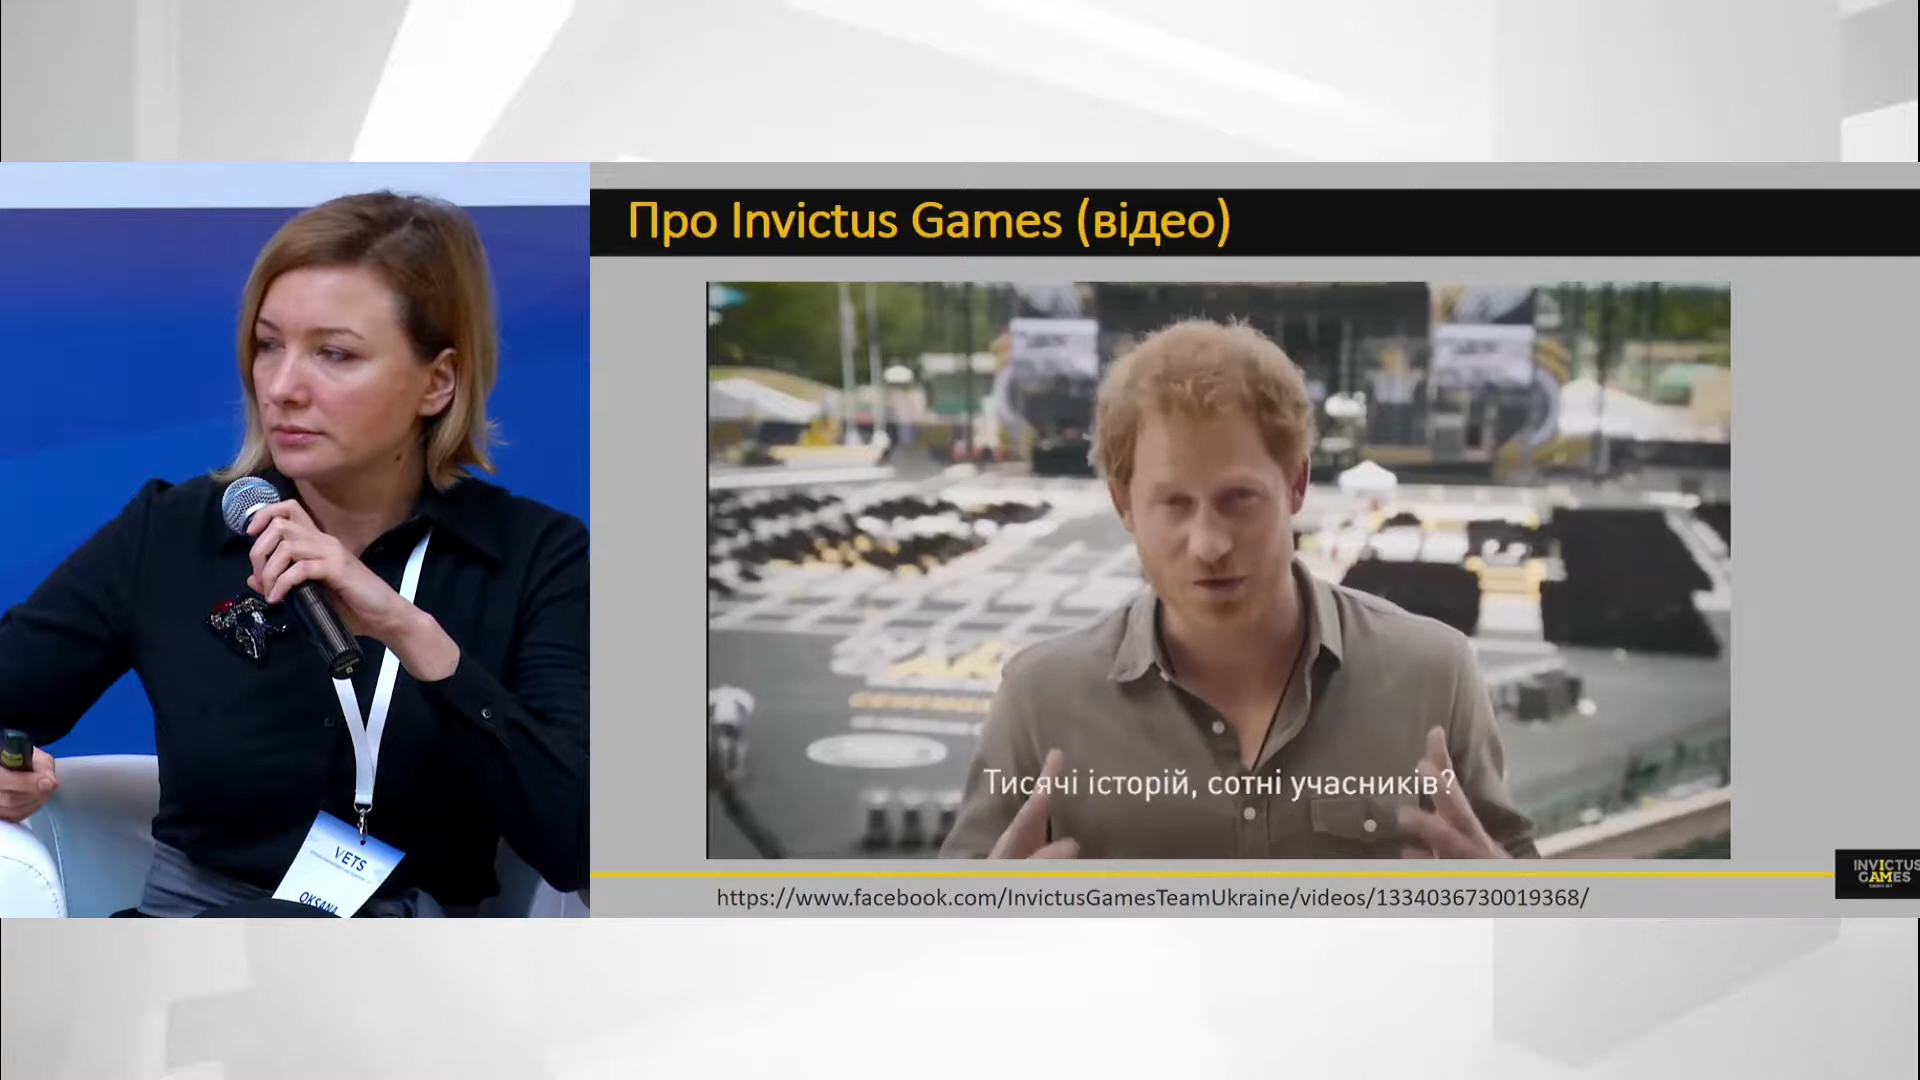 Про Invictus Games (відео)
Тисячі історій, сотні учасників?
VETS
OKSANA
INVICTUS
GAMES
https://www.facebook.com/InvictusGamesTeamUkraine/videos/1334036730019368/